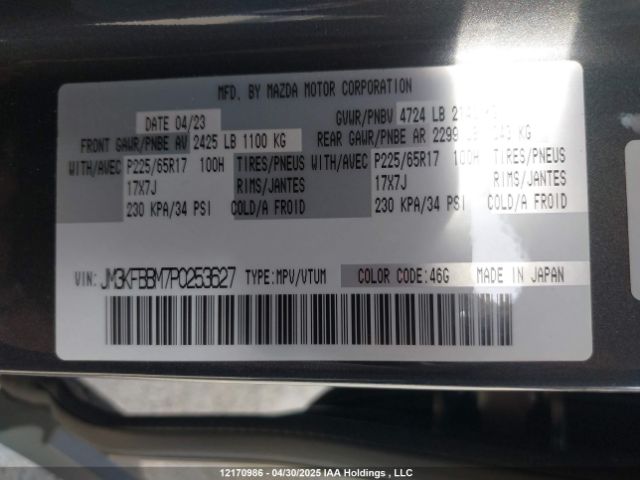 MFD. BY MAZDA MOTOR CORPORATION
DATE 04/23 GVWR/PNBV 4724 LB
FRONT GAWR/PNBE AV 2425 LB 1100 KG REAR GAWR/PNBE AR 2299 KG
WITH/AVEC P225/65R17 100H TIRES/PNEUS WITH/AVEC P225/65R17 100H TIRES/PNEUS
17X7J RIMS/JANTES 17X7J RIMS/JANTES
230 KPA/34 PSI COLD/A FROID 230 KPA/34 PSI COLD/A FROID
VIN: JM3KFBBM7P0253627 TYPE:MPV/VTUM COLOR CODE:46G MADE IN JAPAN
12170986 - 04/30/2025 IAA Holdings , LLC